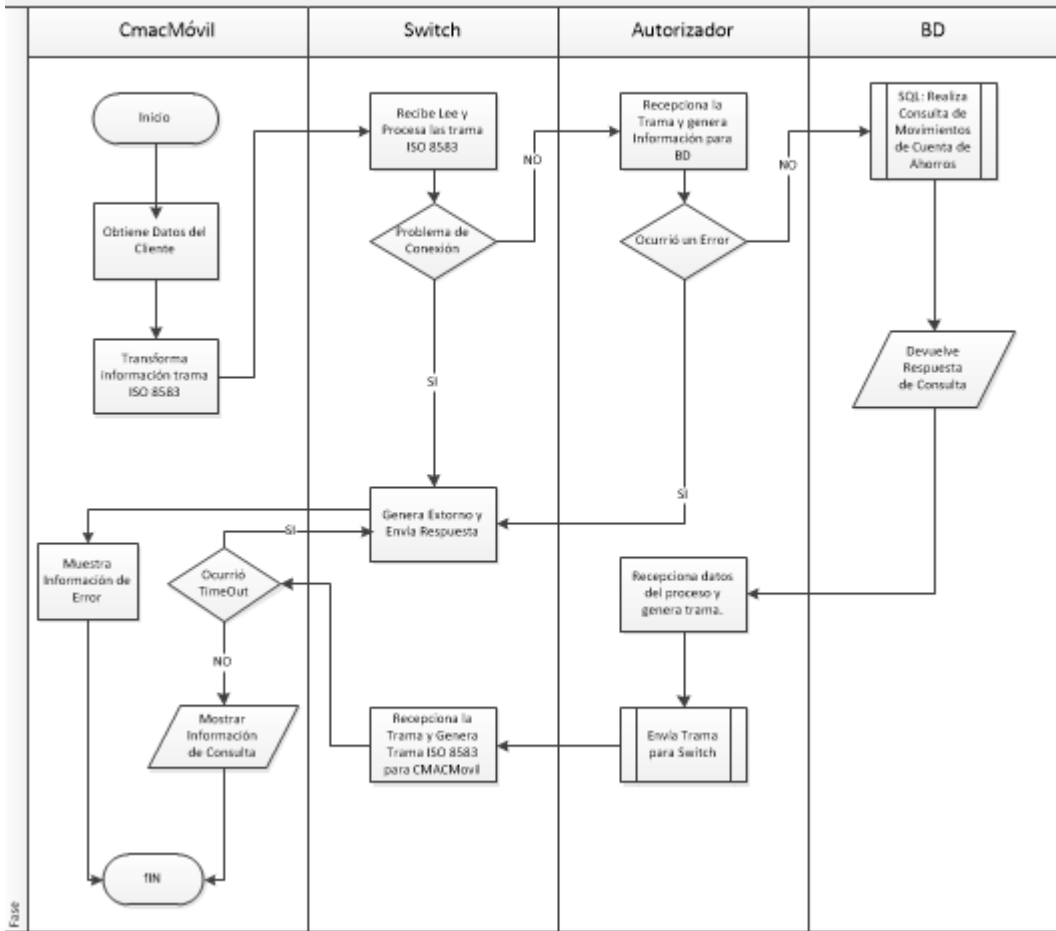 CmacMóvil
Switch
Autorizador
BD
Inicio
Obtiene Datos del
Cliente
Transforma
información trama
ISO 8583
Recibe Lee y
Procesa las trama
ISO 8583
Problema de
Conexión
NO
SI
Recepciona la
Trama y genera
Información para
BD
Ocurrió un Error
NO
SI
SQL: Realiza
Consulta de
Movimientos
de Cuenta de
Ahorros
Devuelve
Respuesta
de Consulta
Genera Extorno y
Envía Respuesta
SI
Muestra
Información de
Error
Ocurrió
TimeOut
NO
Recepciona datos
del proceso y
genera trama.
Mostrar
Información
de Consulta
Recepciona la
Trama y Genera
Trama ISO 8583
para CMACMovil
Envía Trama
para Switch
fIN
Fase